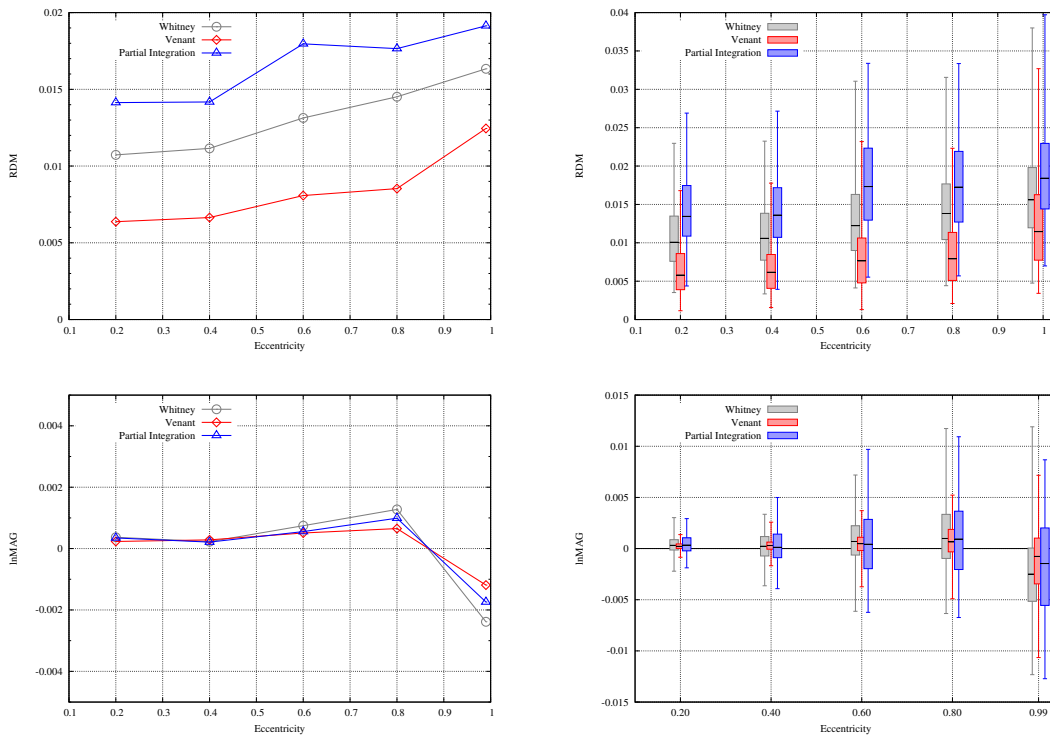 0.02
0.015
0.01
0.005
0
RDM
0.1 0.2 0.3 0.4 0.5 0.6 0.7 0.8 0.9 1
Eccentricity
Whitney
Venant
Partial Integration
0.04
0.035
0.03
0.025
0.02
0.015
0.01
0.005
0
RDM
0.1 0.2 0.3 0.4 0.5 0.6 0.7 0.8 0.9 1
Eccentricity
Whitney
Venant
Partial Integration
0.004
0.002
0
-0.002
-0.004
lnMAG
0.1 0.2 0.3 0.4 0.5 0.6 0.7 0.8 0.9 1
Eccentricity
Whitney
Venant
Partial Integration
0.015
0.01
0.005
0
-0.005
-0.01
-0.015
lnMAG
0.20 0.40 0.60 0.80 0.99
Eccentricity
Whitney
Venant
Partial Integration